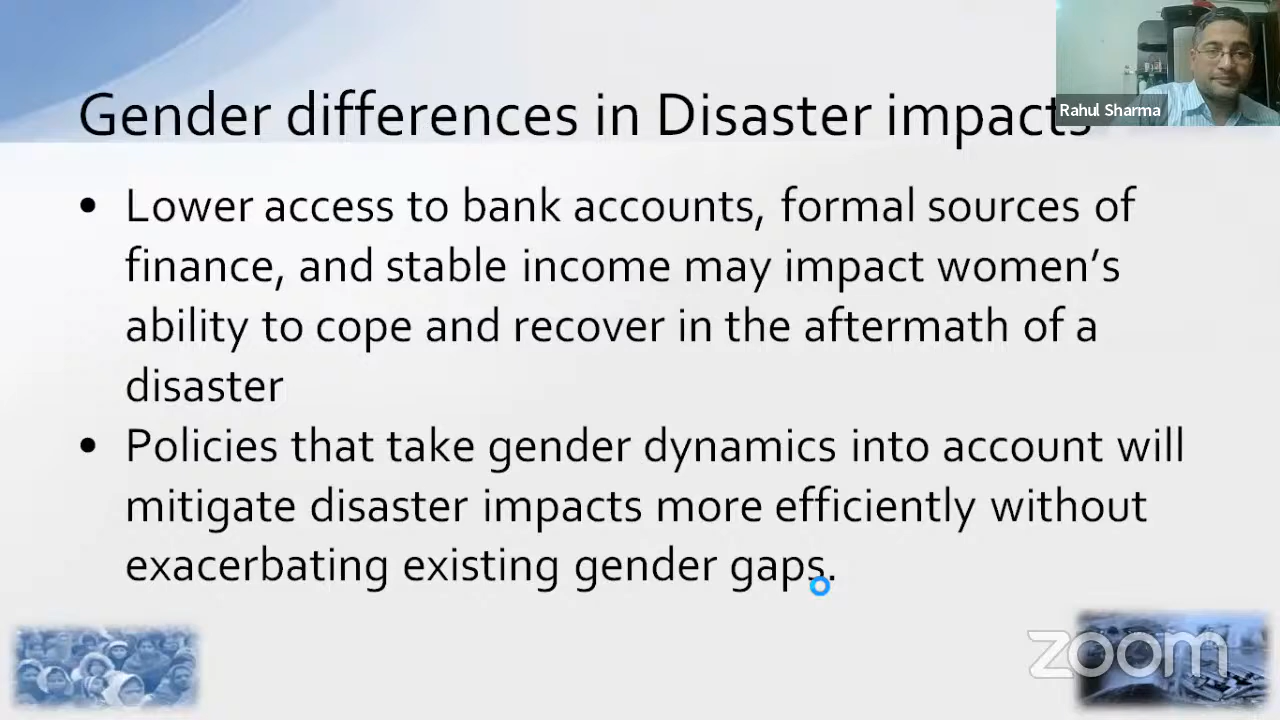 Gender differences in Disaster impacts
Rahul Sharma
• Lower access to bank accounts, formal sources of
finance, and stable income may impact women’s
ability to cope and recover in the aftermath of a
disaster
• Policies that take gender dynamics into account will
mitigate disaster impacts more efficiently without
exacerbating existing gender gaps.
zoom